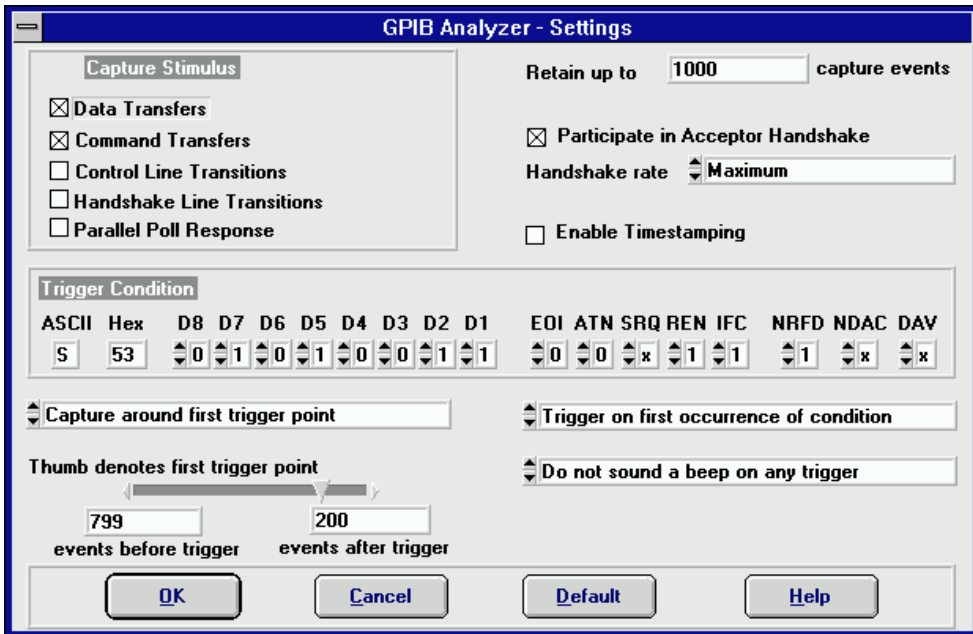 GPIB Analyzer - Settings
Capture Stimulus
Data Transfers
Command Transfers
Control Line Transitions
Handshake Line Transitions
Parallel Poll Response
Retain up to 1000 capture events
Participate in Acceptor Handshake
Handshake rate Maximum
Enable Timestamping
Trigger Condition
ASCII Hex D8 D7 D6 D5 D4 D3 D2 D1 EOI ATN SRQ REN IFC NRFD NDAC DAV
S 53 0 1 0 1 0 0 1 1 0 0 x 1 1 1 x x
Capture around first trigger point
Trigger on first occurrence of condition
Thumb denotes first trigger point
Do not sound a beep on any trigger
799 200
events before trigger events after trigger
OK Cancel Default Help